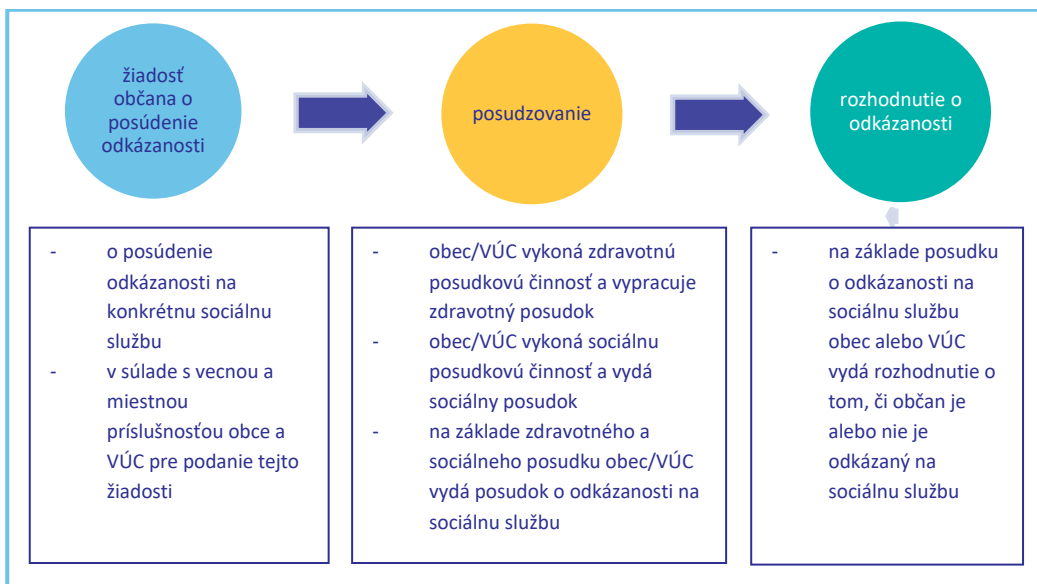 žiadosť
občana o
posúdenie
odkázanosti
posudzovanie
rozhodnutie o
odkázanosti
- o posúdenie
odkázanosti na
konkrétnu sociálnu
službu
- v súlade s vecnou a
miestnou
príslušnosťou obce a
VÚC pre podanie tejto
žiadosti
- obec/VÚC vykoná zdravotnú
posudkovú činnosť a vypracuje
zdravotný posudok
- obec/VÚC vykoná sociálnu
posudkovú činnosť a vydá
sociálny posudok
- na základe zdravotného a
sociálneho posudku obec/VÚC
vydá posudok o odkázanosti na
sociálnu službu
- na základe posudku
o odkázanosti na
sociálnu službu
obec alebo VÚC
vydá rozhodnutie o
tom, či občan je
alebo nie je
odkázaný na
sociálnu službu